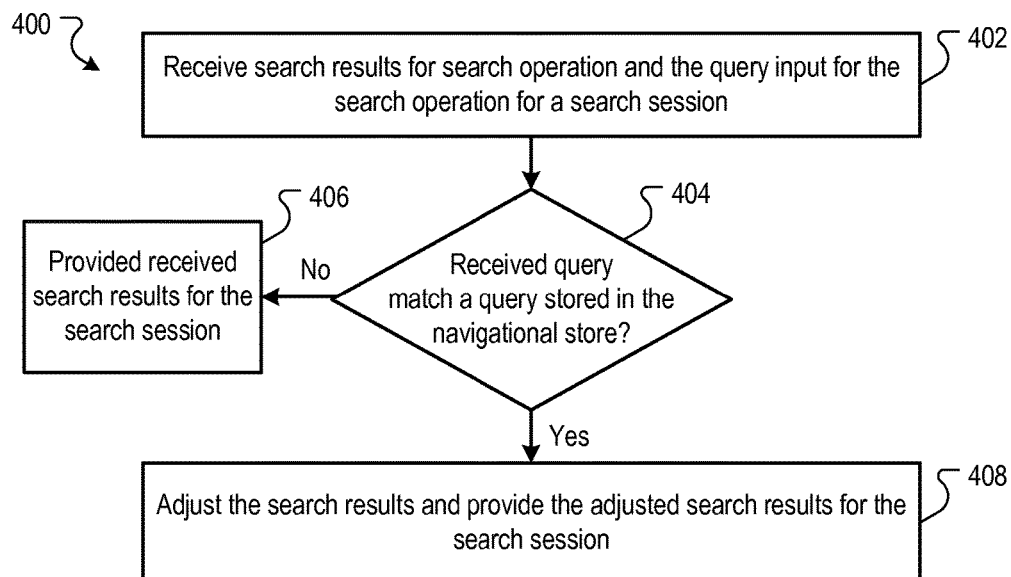 400
402
Receive search results for search operation and the query input for the
search operation for a search session
404
Received query
match a query stored in the
navigational store?
No
406
Provided received
search results for the
search session
Yes
408
Adjust the search results and provide the adjusted search results for the
search session